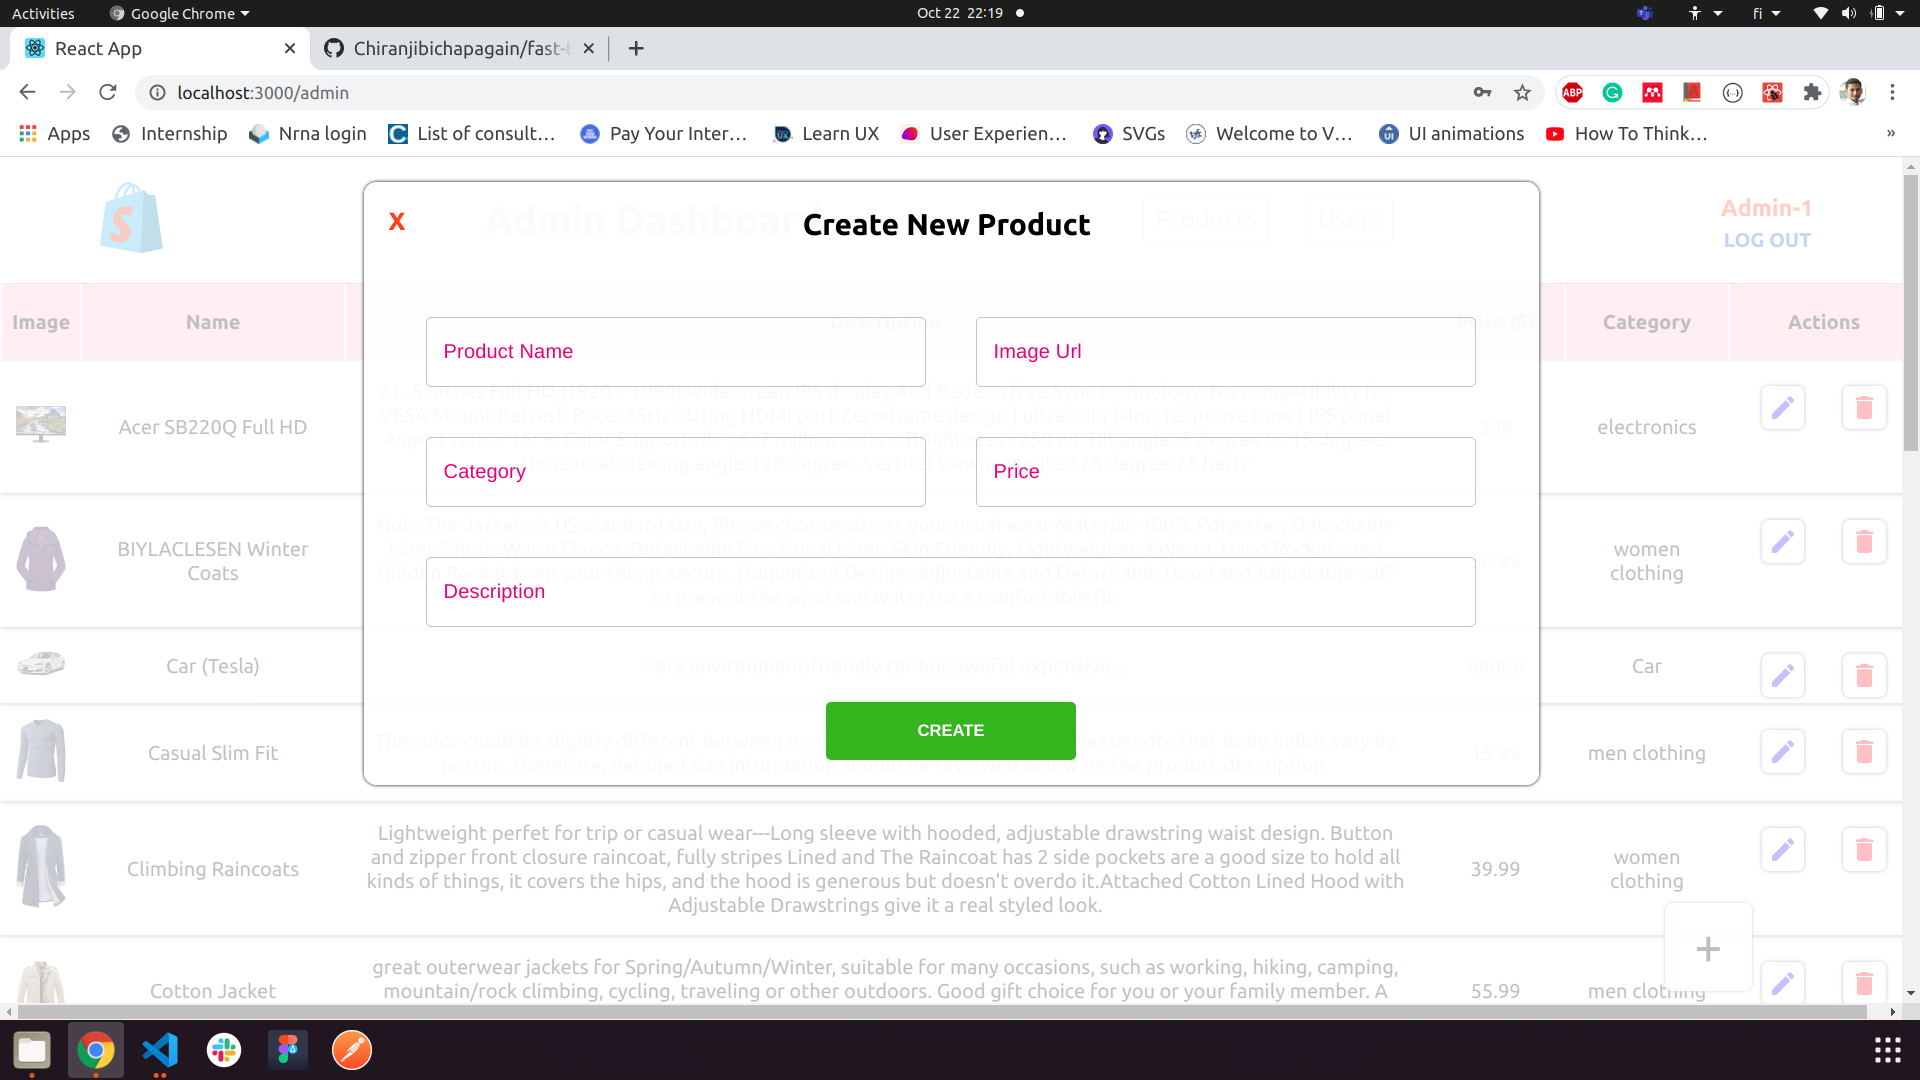 Activities
Google Chrome
Oct 22 22:19
fi
React App
Chiranjibichapagain/fast-t
localhost:3000/admin
ABP
Apps
Internship
Nrna login
List of consult…
Pay Your Inter…
Learn UX
User Experien…
SVGs
Welcome to V…
UI animations
How To Think…
»
S
X
Admin Dashboard
Create New Product
Products
Users
Admin-1
LOG OUT
Image
Name
Description
Price ($)
Category
Actions
Product Name
Image Url
Category
Price
Description
CREATE
Acer SB220Q Full HD
21. 5 inches Full HD (1920 x 1080) widescreen IPS display And Radeon free Sync technology. No compatibility for
VESA Mount Refresh Rate: 75Hz - Using HDMI port Zero-frame design | ultra-thin | 4ms response time | IPS panel
Aspect ratio - 16: 9. Color Supported - 16. 7 million colors. Brightness - 250 nit Tilt angle -5 degree to 15 degree.
Horizontal viewing angle-178 degree. Vertical viewing angle-178 degree 75 hertz
399
electronics
BIYLACLESEN Winter
Coats
Note:The Jackets is US standard size, Please choose size as your usual wear Material: 100% Polyester; Detachable
Liner Fabric: Warm Fleece. Detachable Functional Liner: Skin Friendly, Lightweigt and Warm. Hand Pockets and
Hidden Pocket keep your things secure. Humanized Design: Adjustable and Detachable Hood and Adjustable cuff
to prevent the wind and water,for a comfortable fit.
6.99
women
clothing
Car (Tesla)
very environment-friendly car but aweful expensive...
60000
Car
Casual Slim Fit
The color could be slightly different between on t
lease note that body builds vary by
person, therefore, detailed size information should be reviewed below on the product description.
15.99
men clothing
Climbing Raincoats
Lightweight perfet for trip or casual wear---Long sleeve with hooded, adjustable drawstring waist design. Button
and zipper front closure raincoat, fully stripes Lined and The Raincoat has 2 side pockets are a good size to hold all
kinds of things, it covers the hips, and the hood is generous but doesn't overdo it.Attached Cotton Lined Hood with
Adjustable Drawstrings give it a real styled look.
39.99
women
clothing
+
Cotton Jacket
great outerwear jackets for Spring/Autumn/Winter, suitable for many occasions, such as working, hiking, camping,
mountain/rock climbing, cycling, traveling or other outdoors. Good gift choice for you or your family member. A
55.99
men clothing